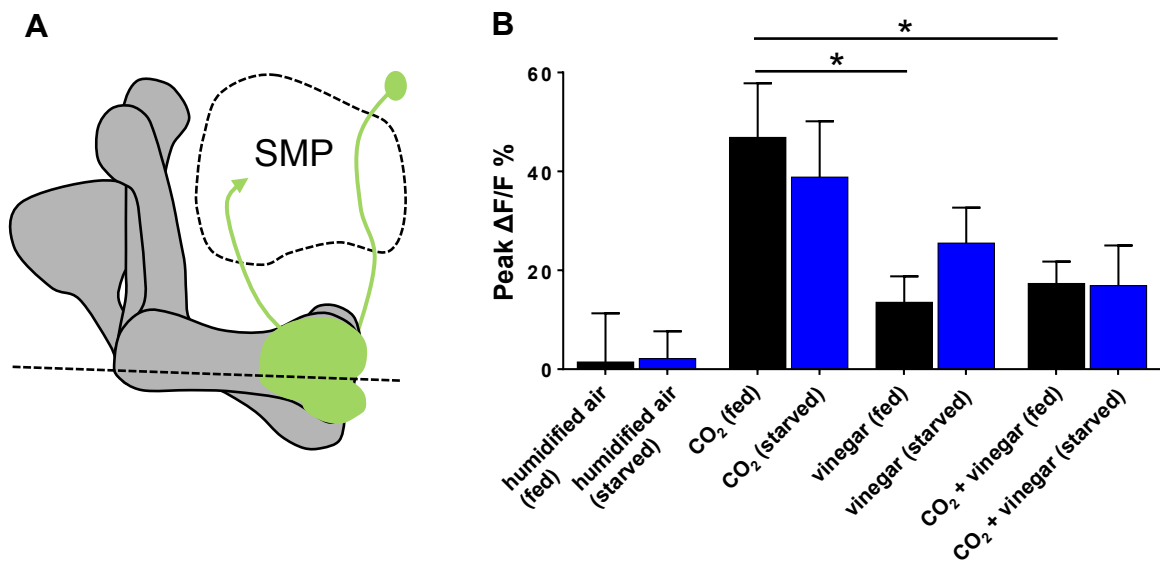 A
SMP
B
*
*
Peak ΔF/F %
60
40
20
0
humidified air
(fed)
humidified air
(starved)
CO₂ (fed)
CO₂ (starved)
vinegar (fed)
vinegar (starved)
CO₂ + vinegar (fed)
CO₂ + vinegar (starved)